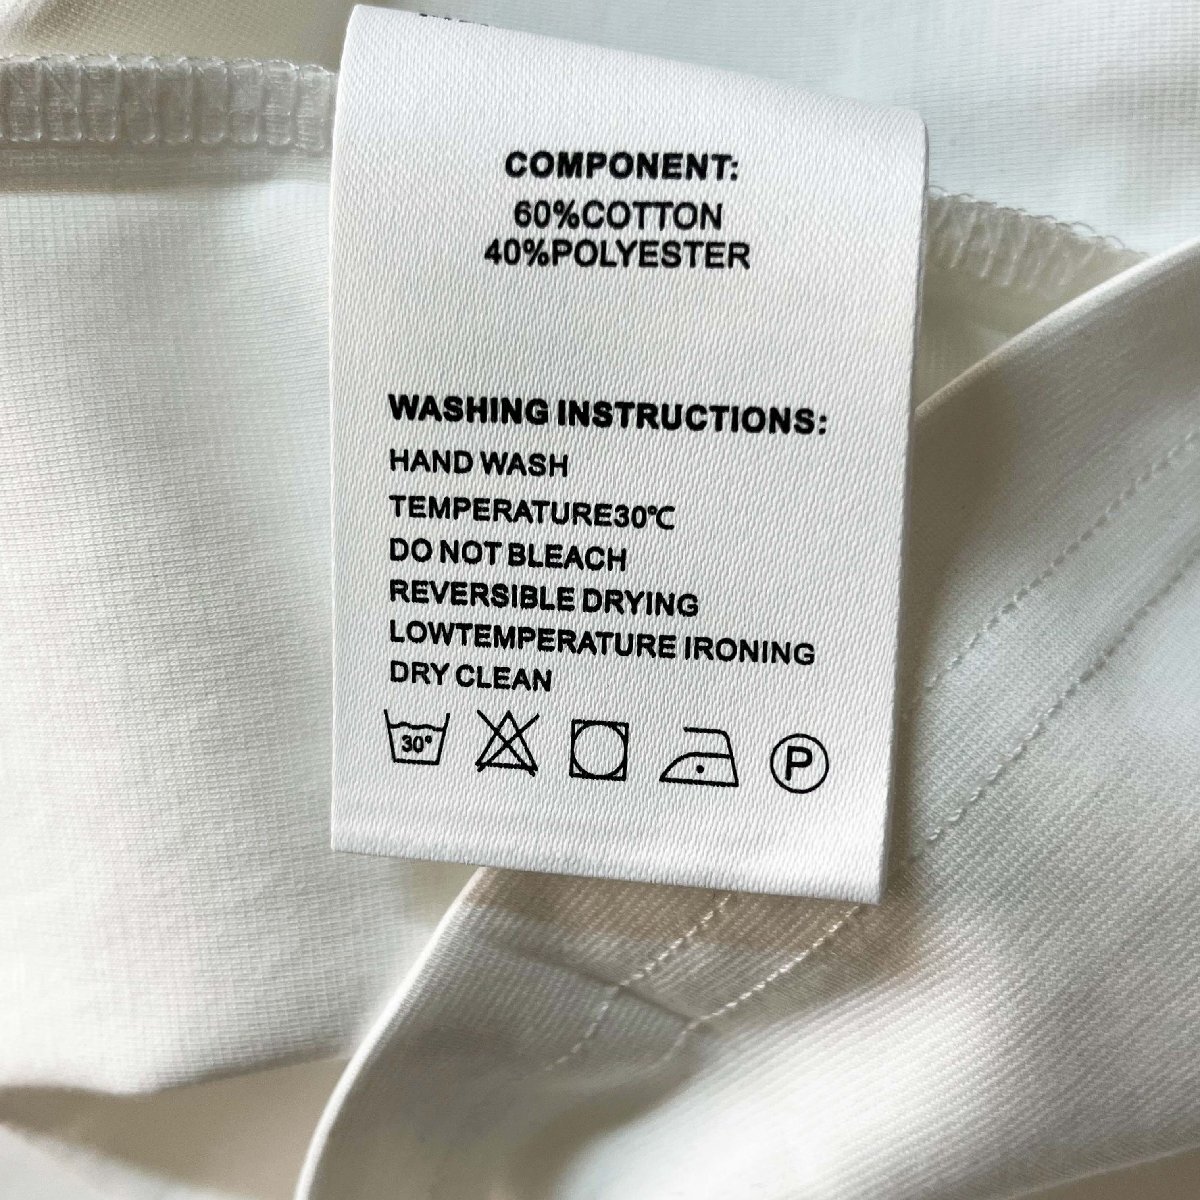 COMPONENT:
60%COTTON
40%POLYESTER
WASHING INSTRUCTIONS:
HAND WASH
TEMPERATURE30℃
DO NOT BLEACH
REVERSIBLE DRYING
LOWTEMPERATURE IRONING
DRY CLEAN
30° P